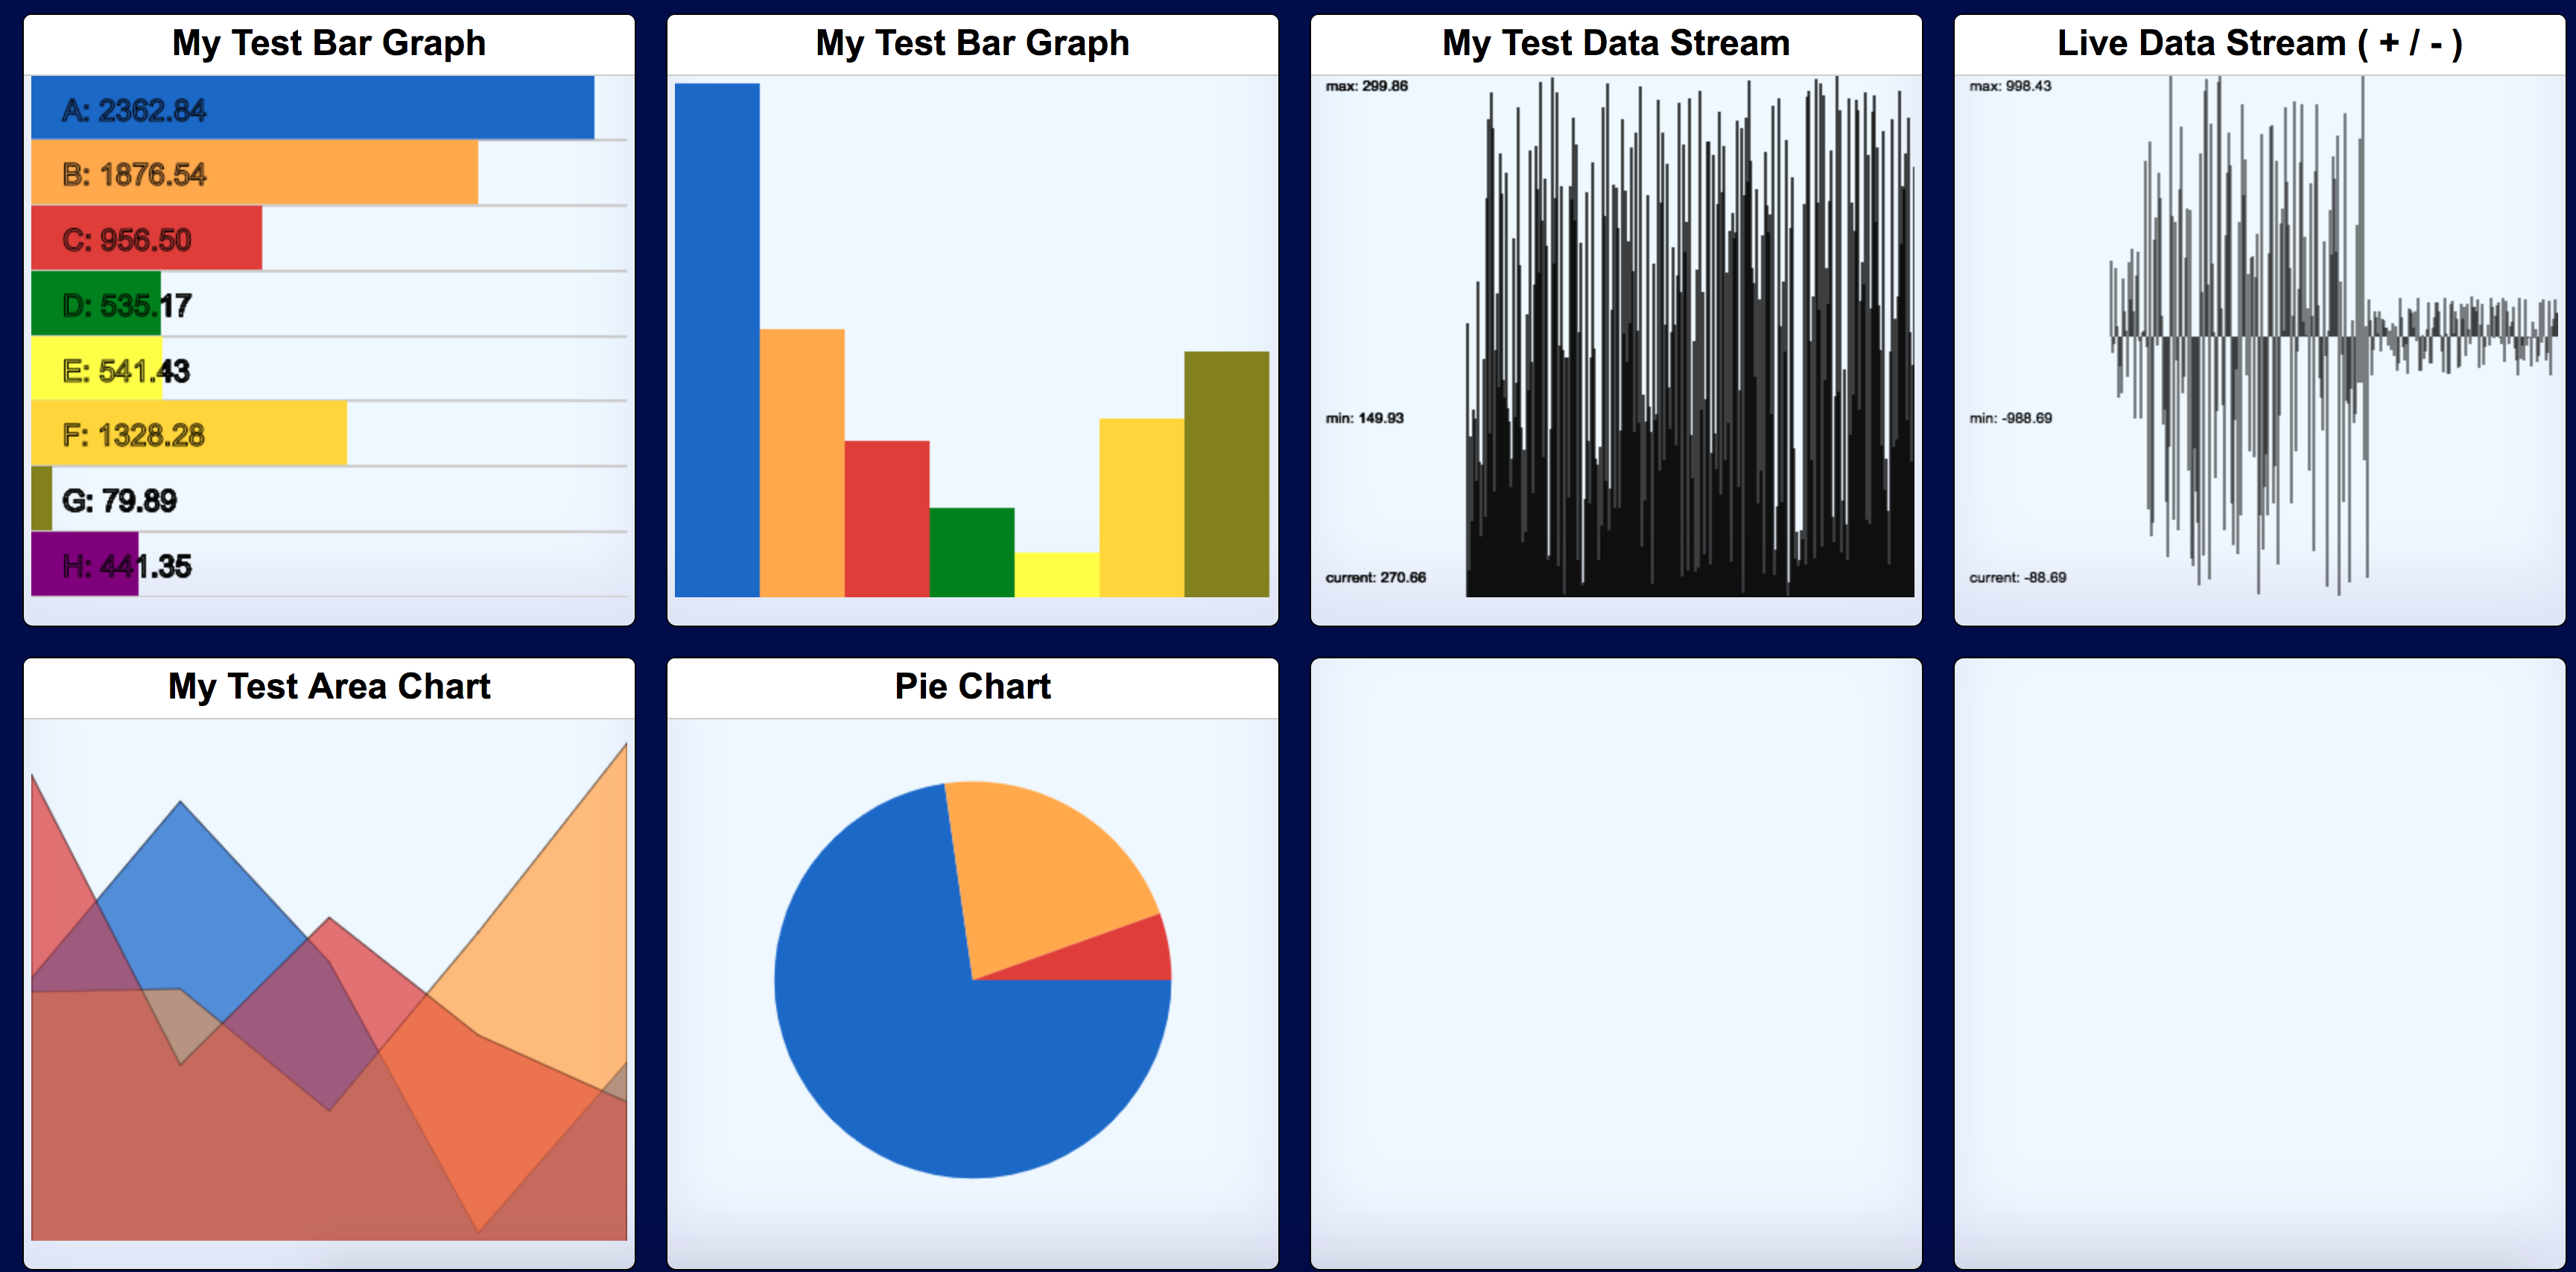 My Test Bar Graph
A: 2362.84
B: 1876.54
C: 956.50
D: 535.17
E: 541.43
F: 1328.28
G: 79.89
H: 441.35
My Test Bar Graph
My Test Data Stream
max: 299.86
min: 149.93
current: 270.66
Live Data Stream ( + / - )
max: 998.43
min: -988.69
current: -88.69
My Test Area Chart
Pie Chart